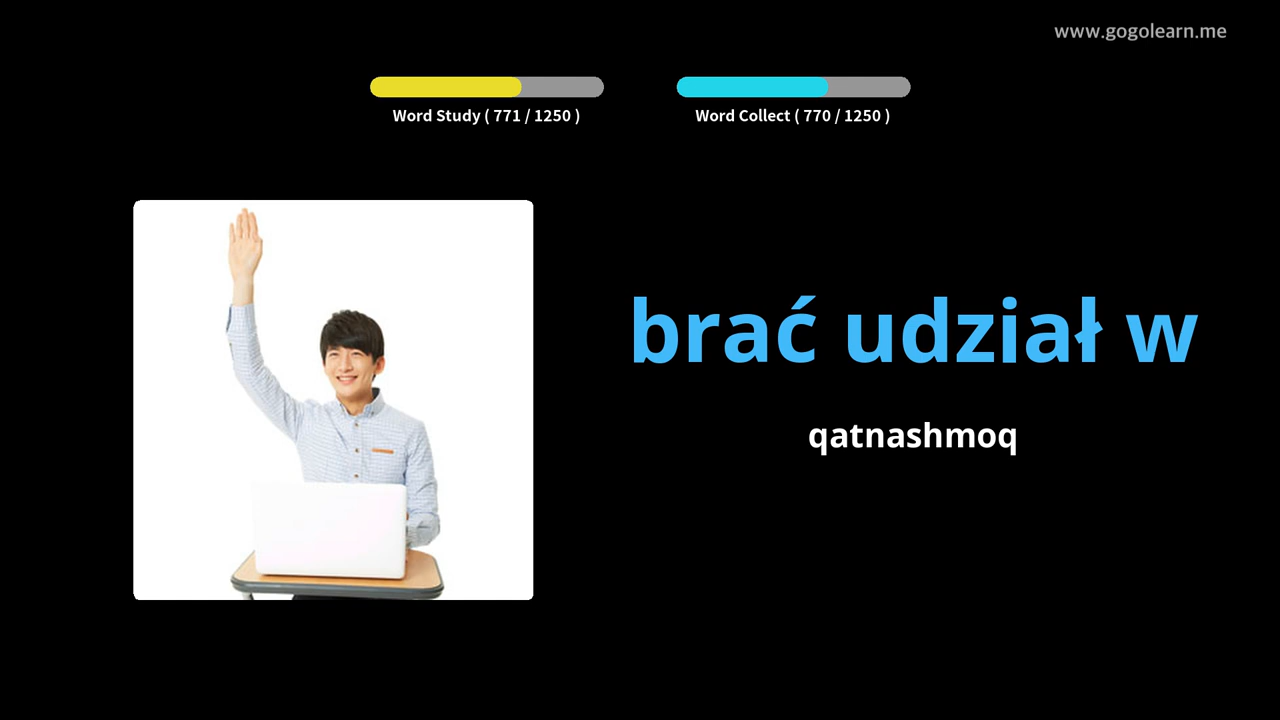 www.gogolearn.me
Word Study ( 771 / 1250 )
Word Collect ( 770 / 1250 )
brać udział w
qatnashmoq